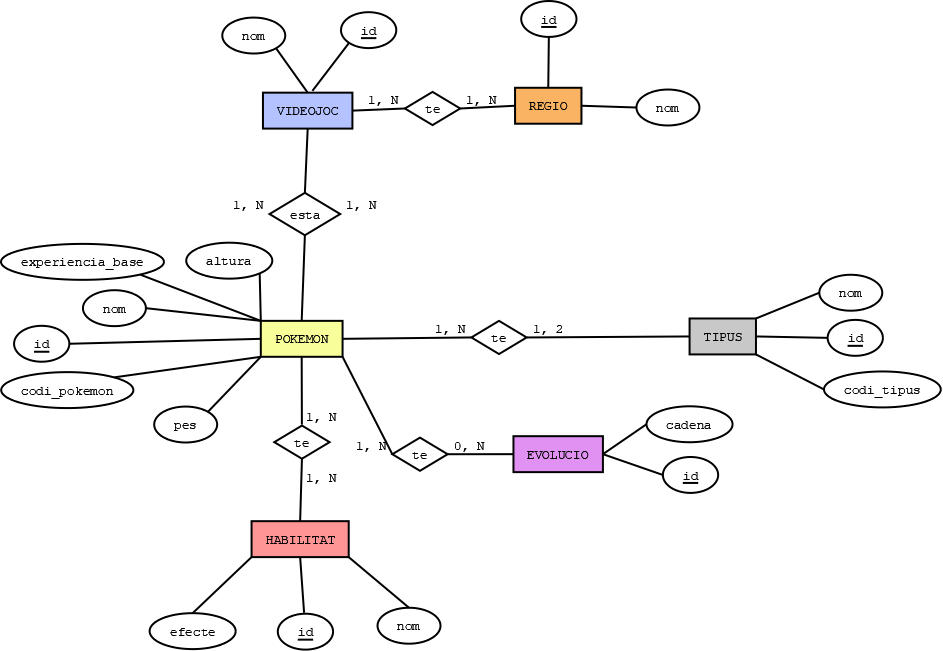 id
nom
id
1, N
te
1, N
VIDEOJOC
REGIO
nom
1, N
esta
1, N
experiencia_base
altura
nom
nom
id
POKEMON
1, N
te
1, 2
TIPUS
id
codi_pokemon
codi_tipus
pes
1, N
te
1, N
1, N
te
0, N
cadena
EVOLUCIO
id
HABILITAT
efecte
id
nom